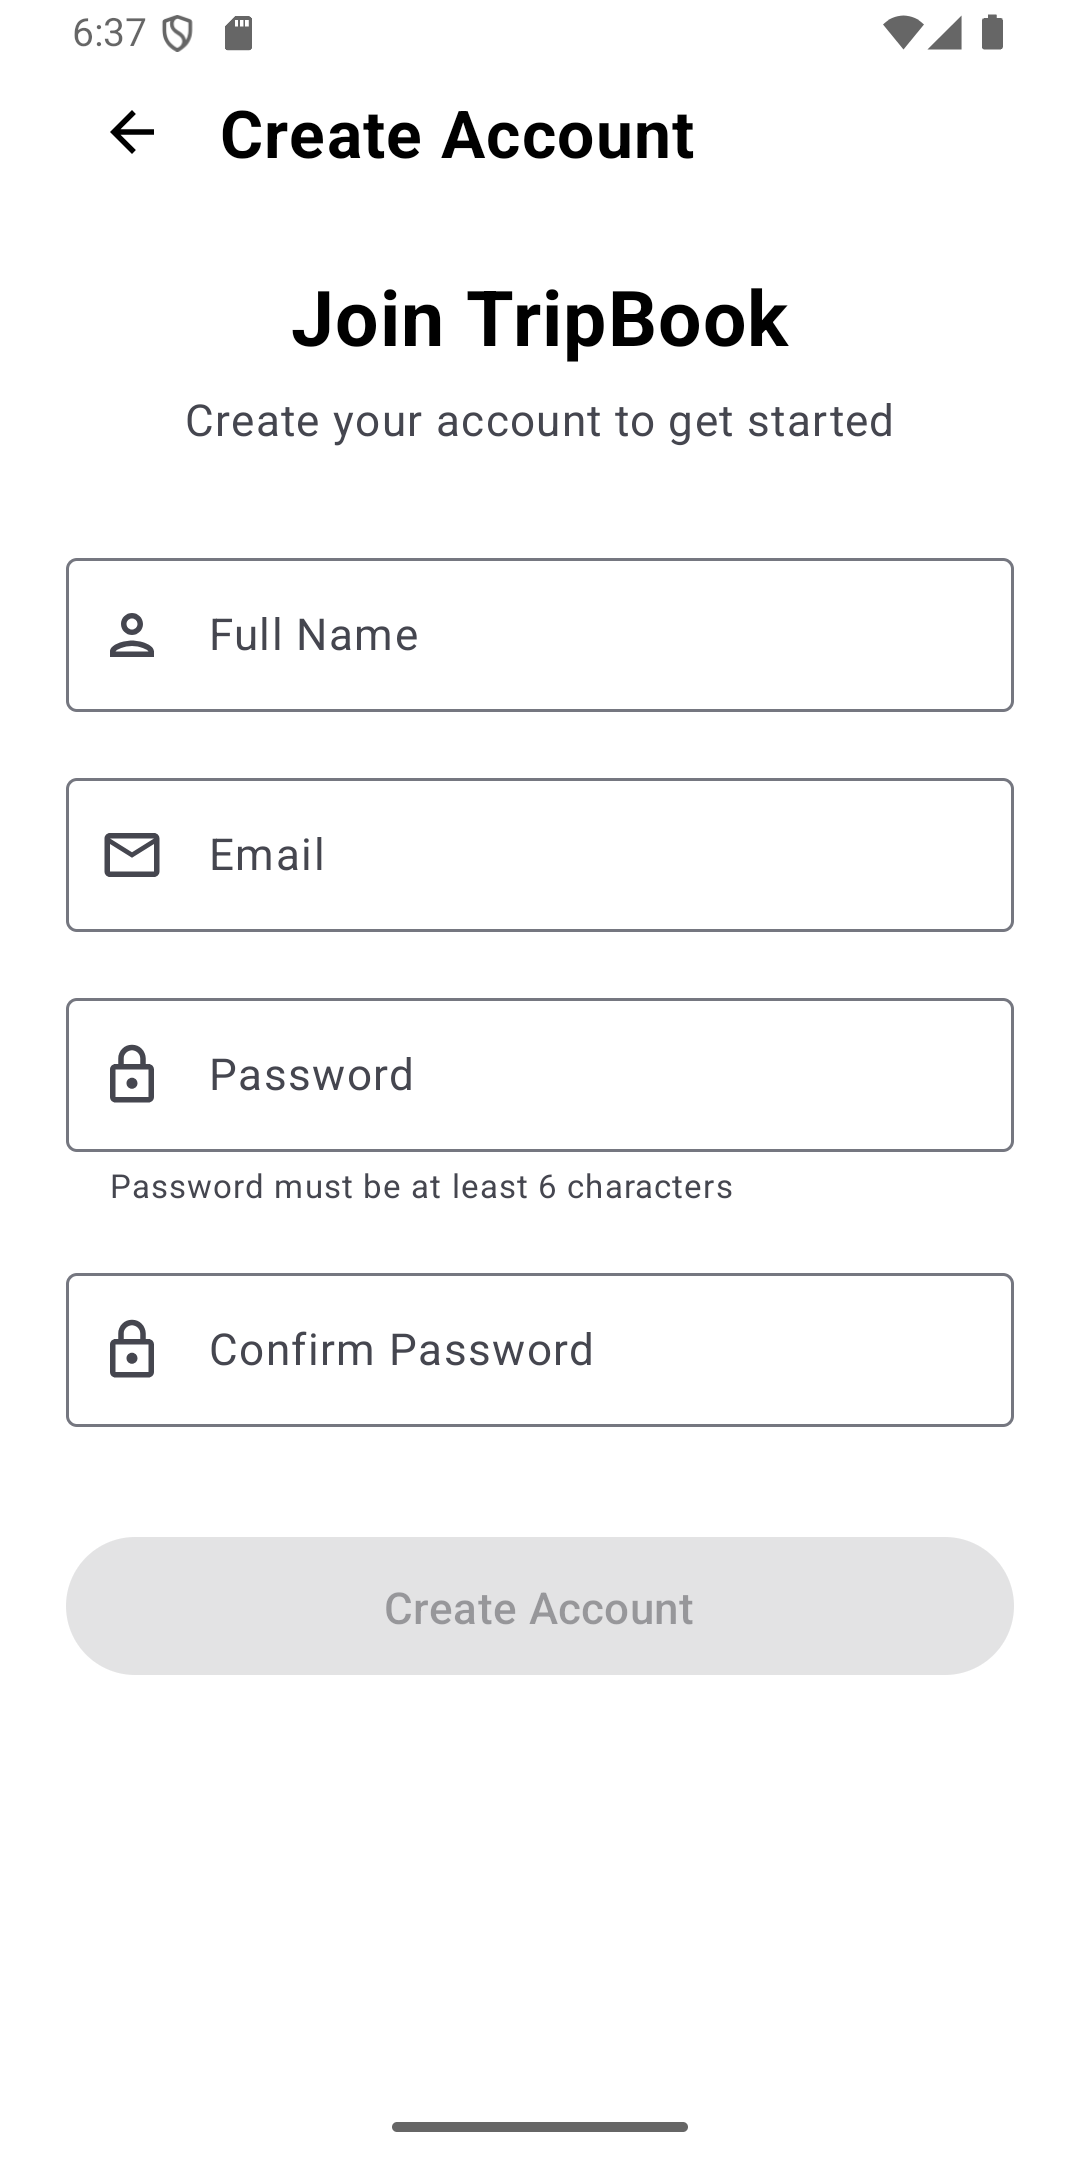 6:37
Create Account
Join TripBook
Create your account to get started
Full Name
Email
Password
Password must be at least 6 characters
Confirm Password
Create Account